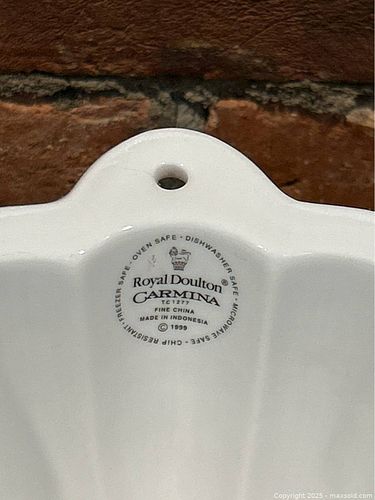 FREEZER SAFE · OVEN SAFE · DISHWASHER SAFE · MICROWAVE SAFE · CHIP RESISTANT ·
Royal Doulton®
CARMINA
TC1277
FINE CHINA
MADE IN INDONESIA
© 1999
Copyright 2025 - maxsold.com